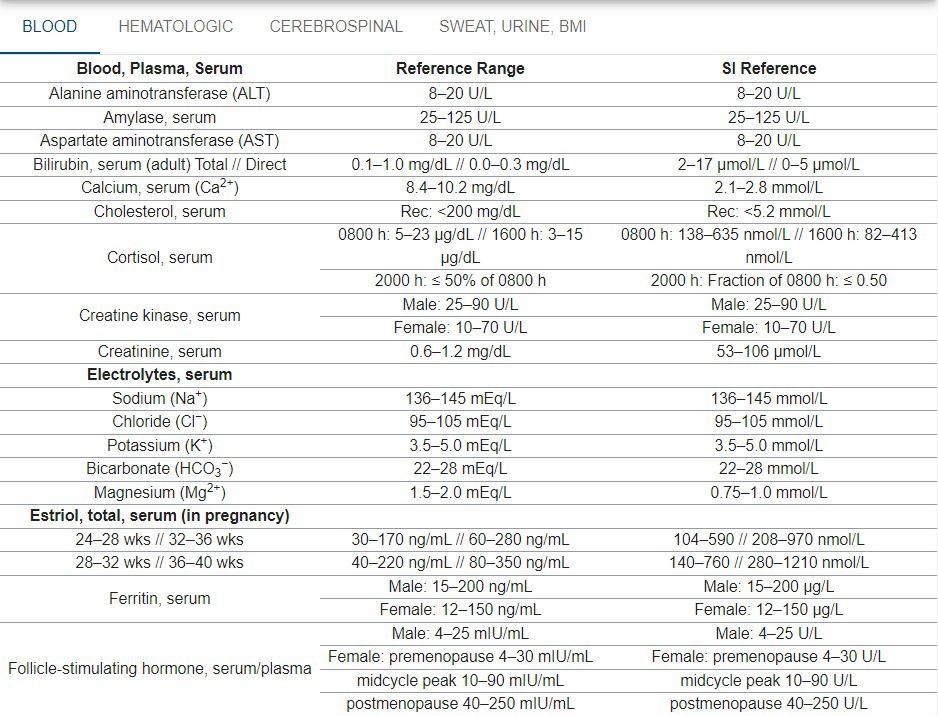 BLOOD HEMATOLOGIC CEREBROSPINAL SWEAT, URINE, BMI
Blood, Plasma, Serum Reference Range SI Reference
Alanine aminotransferase (ALT) 8–20 U/L 8–20 U/L
Amylase, serum 25–125 U/L 25–125 U/L
Aspartate aminotransferase (AST) 8–20 U/L 8–20 U/L
Bilirubin, serum (adult) Total // Direct 0.1–1.0 mg/dL // 0.0–0.3 mg/dL 2–17 µmol/L // 0–5 µmol/L
Calcium, serum (Ca²⁺) 8.4–10.2 mg/dL 2.1–2.8 mmol/L
Cholesterol, serum Rec: <200 mg/dL Rec: <5.2 mmol/L
Cortisol, serum
0800 h: 5–23 µg/dL // 1600 h: 3–15 0800 h: 138–635 nmol/L // 1600 h: 82–413
µg/dL nmol/L
2000 h: ≤ 50% of 0800 h 2000 h: Fraction of 0800 h: ≤ 0.50
Creatine kinase, serum
Male: 25–90 U/L Male: 25–90 U/L
Female: 10–70 U/L Female: 10–70 U/L
Creatinine, serum 0.6–1.2 mg/dL 53–106 µmol/L
Electrolytes, serum
Sodium (Na⁺) 136–145 mEq/L 136–145 mmol/L
Chloride (Cl⁻) 95–105 mEq/L 95–105 mmol/L
Potassium (K⁺) 3.5–5.0 mEq/L 3.5–5.0 mmol/L
Bicarbonate (HCO₃⁻) 22–28 mEq/L 22–28 mmol/L
Magnesium (Mg²⁺) 1.5–2.0 mEq/L 0.75–1.0 mmol/L
Estriol, total, serum (in pregnancy)
24–28 wks // 32–36 wks 30–170 ng/mL // 60–280 ng/mL 104–590 // 208–970 nmol/L
28–32 wks // 36–40 wks 40–220 ng/mL // 80–350 ng/mL 140–760 // 280–1210 nmol/L
Ferritin, serum
Male: 15–200 ng/mL Male: 15–200 µg/L
Female: 12–150 ng/mL Female: 12–150 µg/L
Follicle-stimulating hormone, serum/plasma
Male: 4–25 mIU/mL Male: 4–25 U/L
Female: premenopause 4–30 mIU/mL Female: premenopause 4–30 U/L
midcycle peak 10–90 mIU/mL midcycle peak 10–90 U/L
postmenopause 40–250 mIU/mL postmenopause 40–250 U/L